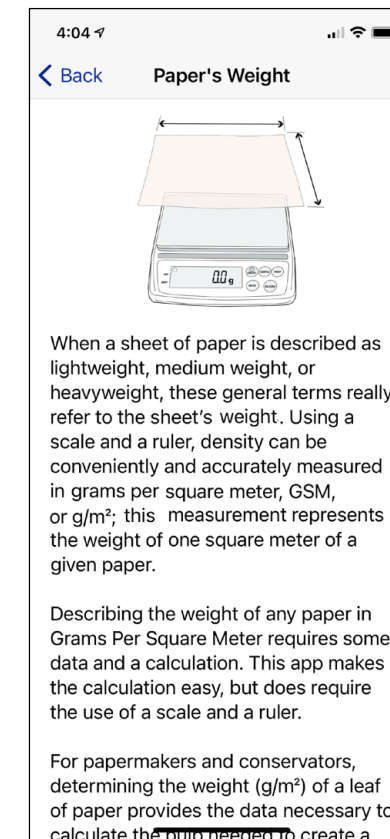 4:04
Back
Paper's Weight
0.0 g
When a sheet of paper is described as
lightweight, medium weight, or
heavyweight, these general terms really
refer to the sheet's weight. Using a
scale and a ruler, density can be
conveniently and accurately measured
in grams per square meter, GSM,
or g/m²; this measurement represents
the weight of one square meter of a
given paper.
Describing the weight of any paper in
Grams Per Square Meter requires some
data and a calculation. This app makes
the calculation easy, but does require
the use of a scale and a ruler.
For papermakers and conservators,
determining the weight (g/m²) of a leaf
of paper provides the data necessary to
calculate the pulp needed to create a